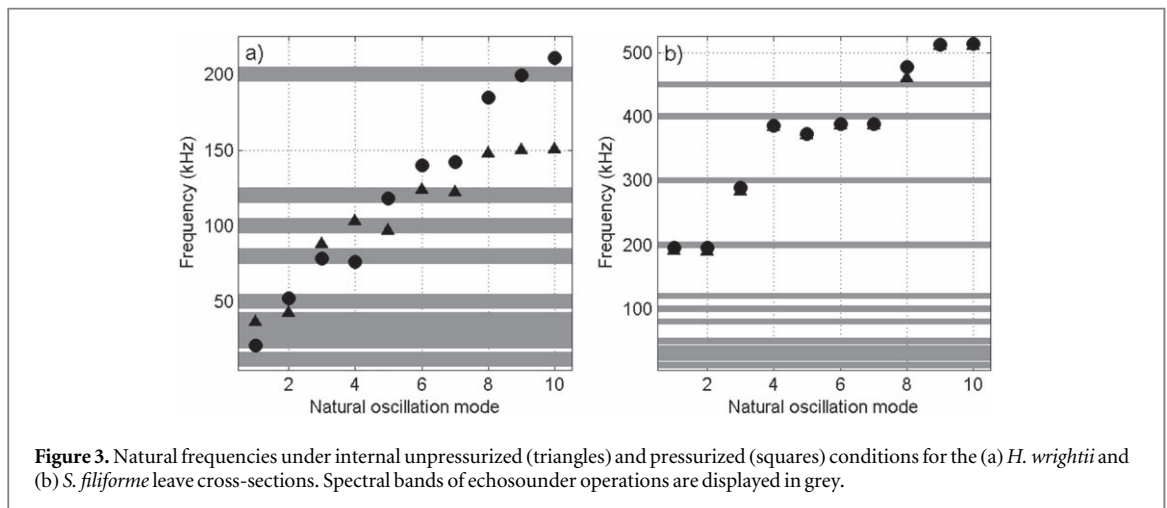 a)
200
150
100
50
Frequency (kHz)
2 4 6 8 10
Natural oscillation mode
b)
500
400
300
200
100
Frequency (kHz)
2 4 6 8 10
Natural oscillation mode
Figure 3. Natural frequencies under internal unpressurized (triangles) and pressurized (squares) conditions for the (a) H. wrightii and
(b) S. filiforme leave cross-sections. Spectral bands of echosounder operations are displayed in grey.